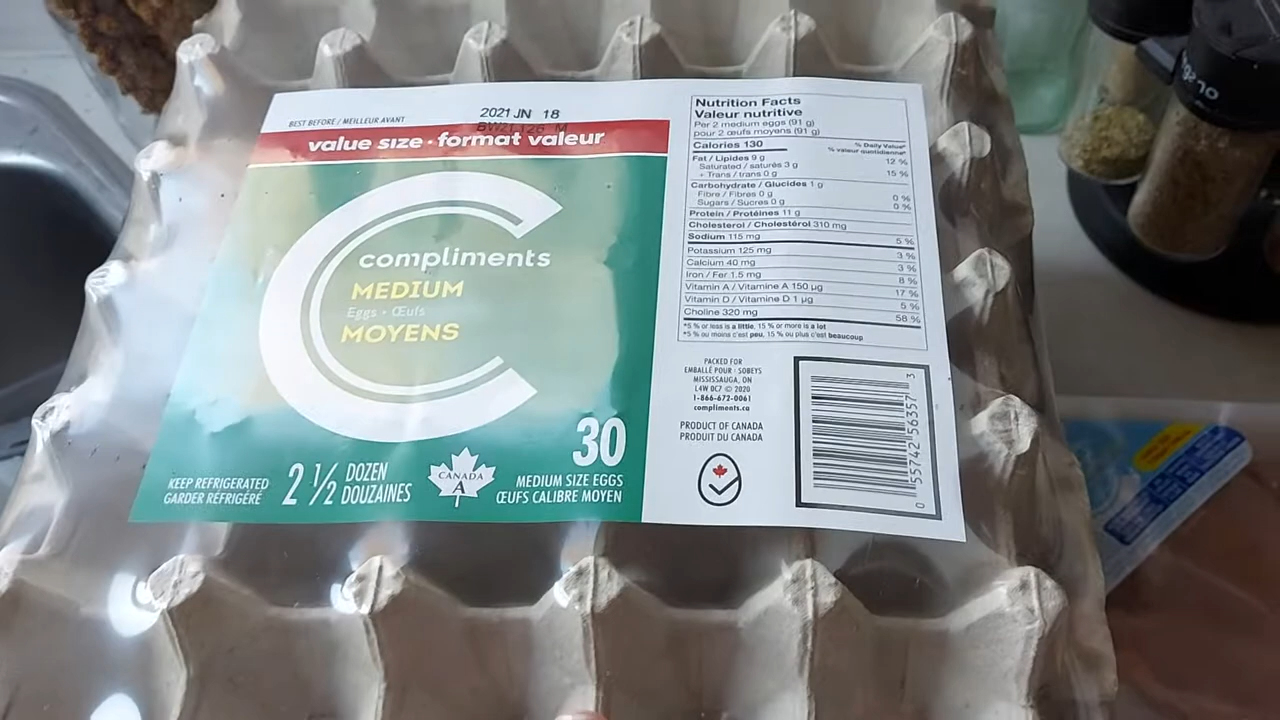 BEST BEFORE / MEILLEUR AVANT
2021 JN 18
value size · format valeur
compliments
MEDIUM
Eggs • Œufs
MOYENS
KEEP REFRIGERATED
GARDER RÉFRIGÉRÉ
2 ½ DOZEN
DOUZAINES
CANADA
A
30
MEDIUM SIZE EGGS
ŒUFS CALIBRE MOYEN
Nutrition Facts
Valeur nutritive
Per 2 medium eggs (91 g)
pour 2 œufs moyens (91 g)
Calories 130
% Daily Value*
% valeur quotidienne*
Fat / Lipides 9 g 12 %
Saturated / saturés 3 g
+ Trans / trans 0 g 15 %
Carbohydrate / Glucides 1 g
Fibre / Fibres 0 g 0 %
Sugars / Sucres 0 g 0 %
Protein / Protéines 11 g
Cholesterol / Cholestérol 310 mg
Sodium 115 mg 5 %
Potassium 125 mg 3 %
Calcium 40 mg 3 %
Iron / Fer 1.5 mg 8 %
Vitamin A / Vitamine A 150 µg 17 %
Vitamin D / Vitamine D 1 µg 5 %
Choline 320 mg 58 %
*5 % or less is a little, 15 % or more is a lot
*5 % ou moins c'est peu, 15 % ou plus c'est beaucoup
PACKED FOR
EMBALLÉ POUR : SOBEYS
MISSISSAUGA, ON
L4W 0C7 © 2020
1-866-672-0061
compliments.ca
PRODUCT OF CANADA
PRODUIT DU CANADA
0 55742 56357 3